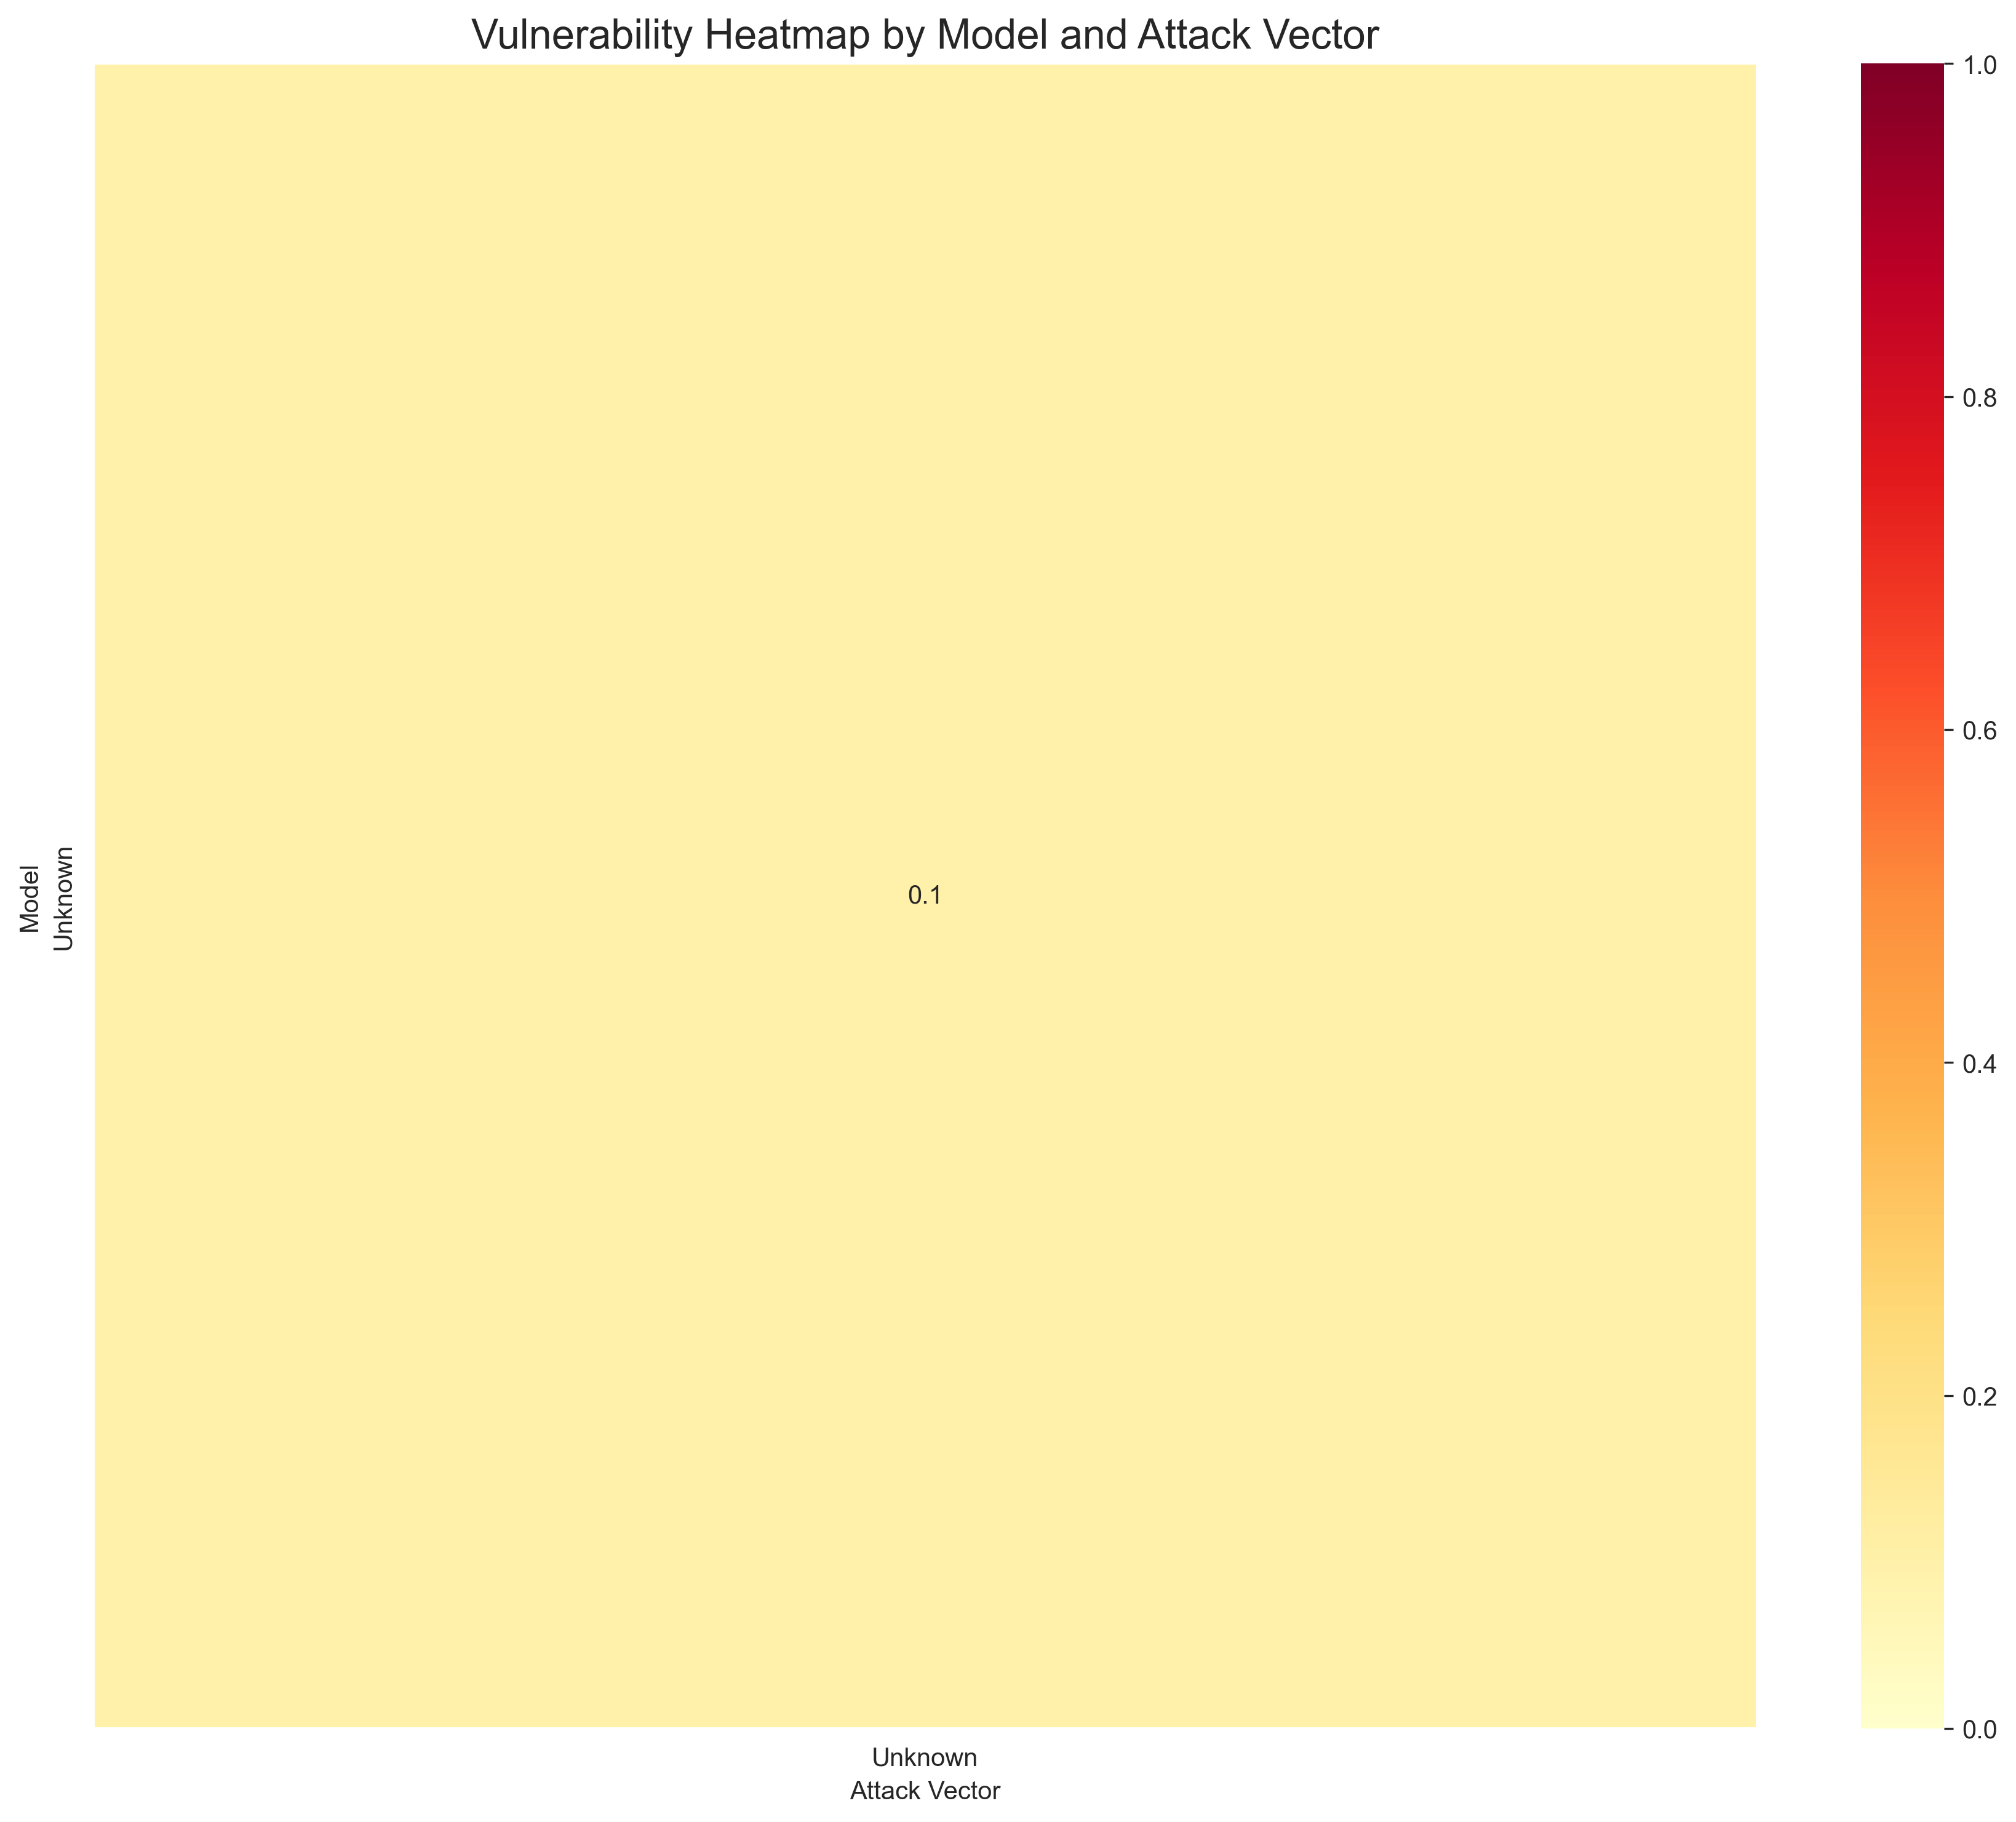 Vulnerability Heatmap by Model and Attack Vector
Model
Unknown
0.1
Unknown
Attack Vector
1.0
0.8
0.6
0.4
0.2
0.0